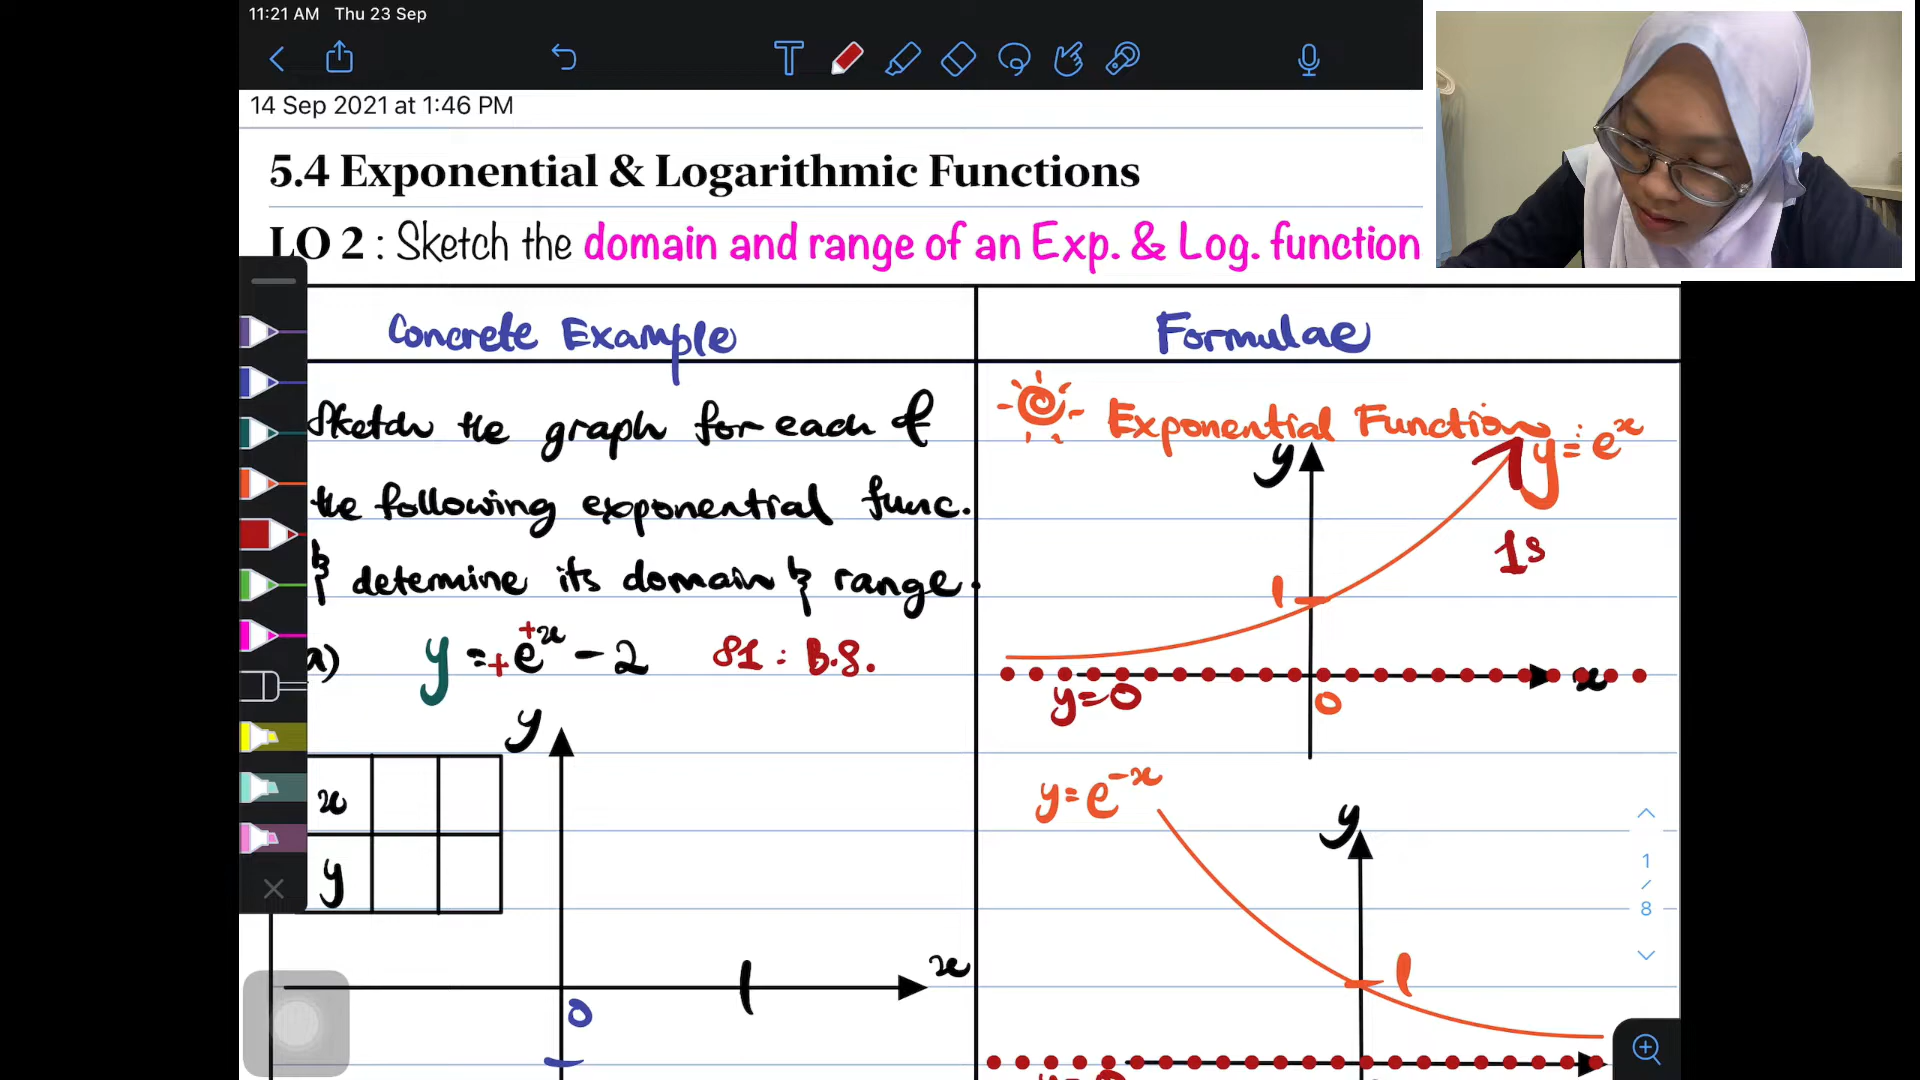 11:21 AM Thu 23 Sep
14 Sep 2021 at 1:46 PM
5.4 Exponential & Logarithmic Functions
LO 2 : Sketch the domain and range of an Exp. & Log. function
Concrete Example
Sketch the graph for each of
the following exponential func.
& determine its domain & range.
a) y = + e^{+x} - 2 S1 : B.S.
y
x
y
x
0
Formulae
Exponential Function :
y = e^x
y
1s
1
x
y=0
0
y = e^{-x}
y
1
1
/
8